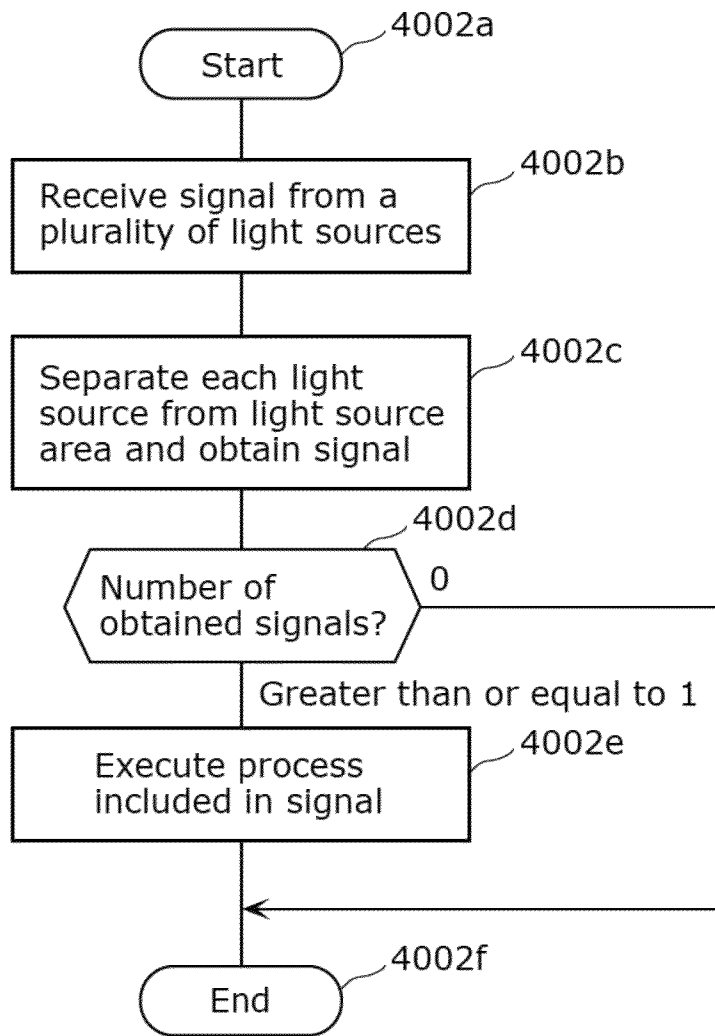 4002a
Start
4002b
Receive signal from a
plurality of light sources
4002c
Separate each light
source from light source
area and obtain signal
4002d
Number of
obtained signals?
0
Greater than or equal to 1
4002e
Execute process
included in signal
4002f
End